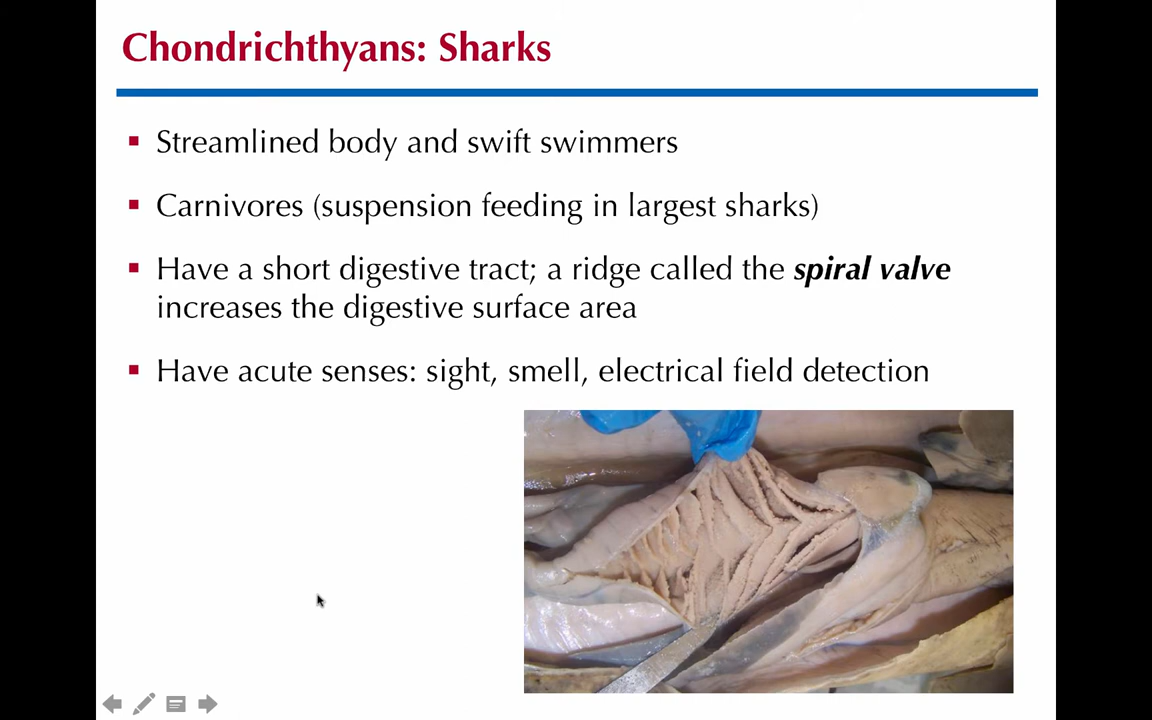 Chondrichthyans: Sharks
▪ Streamlined body and swift swimmers
▪ Carnivores (suspension feeding in largest sharks)
▪ Have a short digestive tract; a ridge called the spiral valve
increases the digestive surface area
▪ Have acute senses: sight, smell, electrical field detection